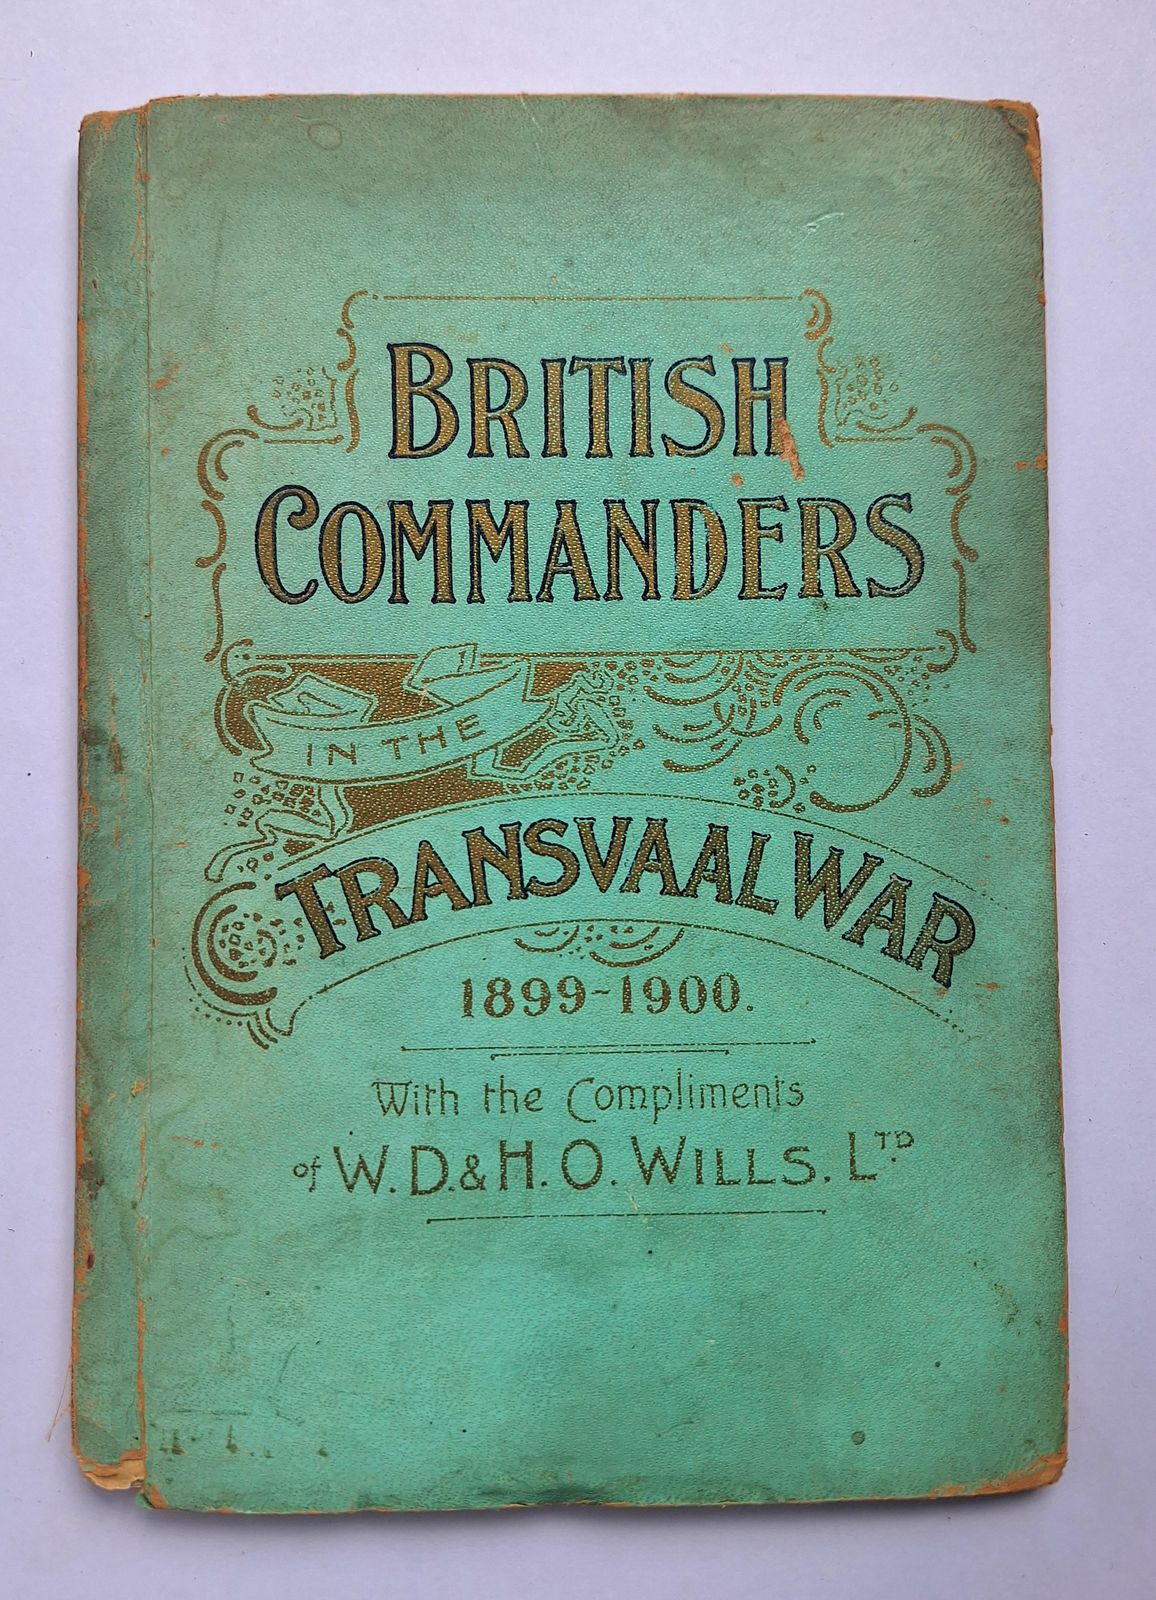 BRITISH
COMMANDERS
IN THE
TRANSVAAL WAR
1899-1900.
With the Compliments
of W. D. & H. O. WILLS. LTD